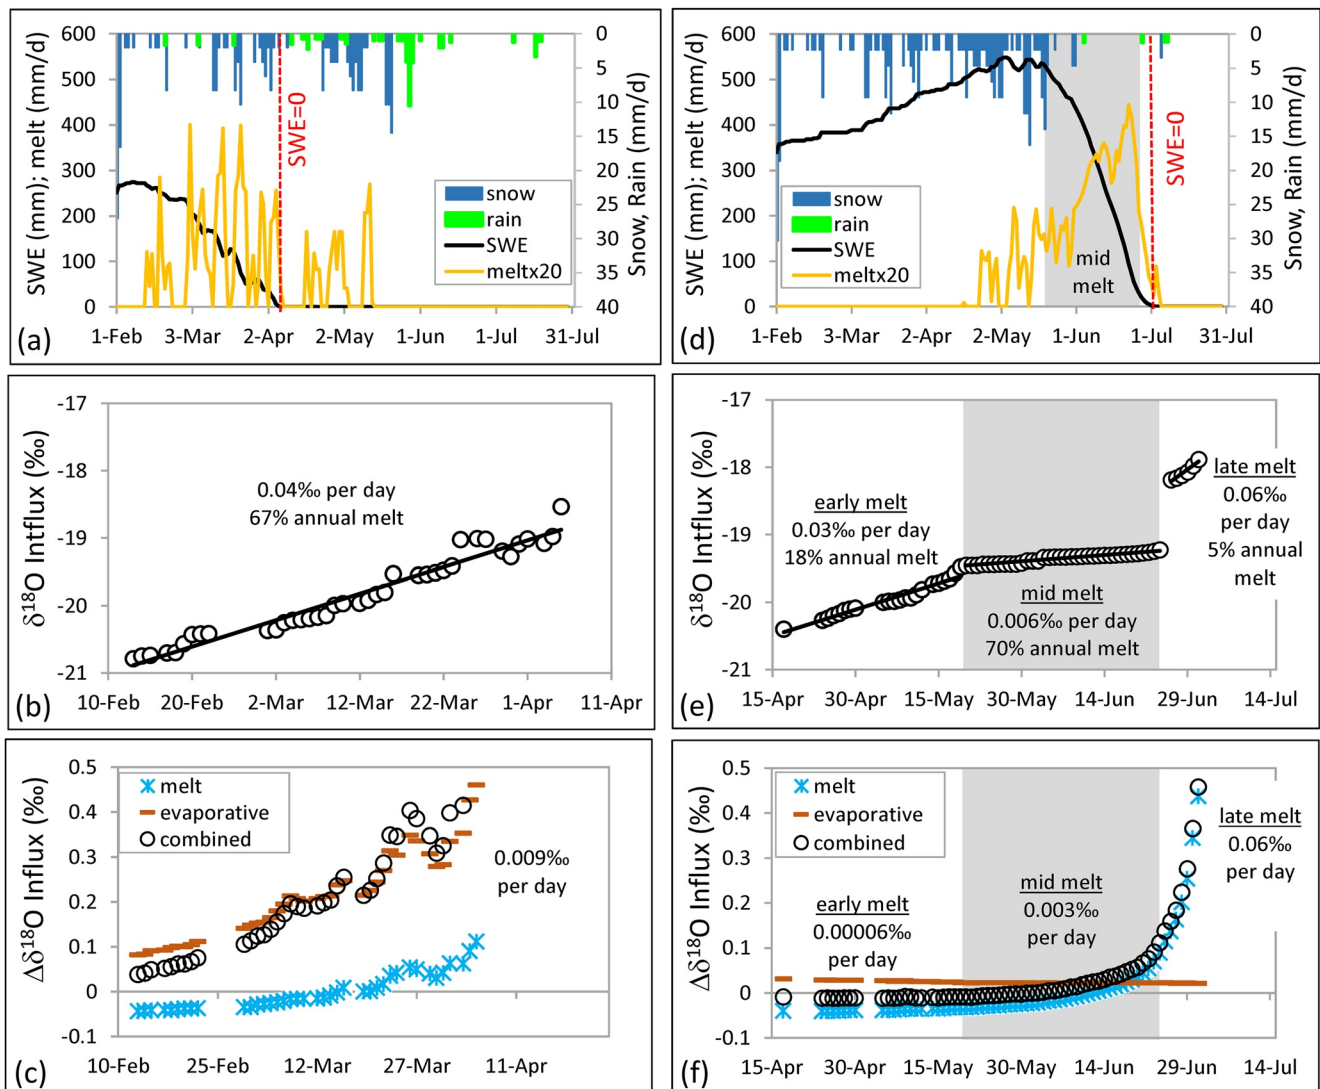 600
500
400
300
200
100
0
SWE (mm); melt (mm/d)
0
5
10
15
20
25
30
35
40
Snow, Rain (mm/d)
SWE=0
snow
rain
SWE
meltx20
1-Feb 3-Mar 2-Apr 2-May 1-Jun 1-Jul 31-Jul
(a)
600
500
400
300
200
100
0
SWE (mm); melt (mm/d)
0
5
10
15
20
25
30
35
40
Snow, Rain (mm/d)
SWE=0
snow
rain
SWE
meltx20
mid
melt
1-Feb 3-Mar 2-Apr 2-May 1-Jun 1-Jul 31-Jul
(d)
-17
-18
-19
-20
-21
δ18O Intflux (‰)
0.04‰ per day
67% annual melt
10-Feb 20-Feb 2-Mar 12-Mar 22-Mar 1-Apr 11-Apr
(b)
-17
-18
-19
-20
-21
δ18O Influx (‰)
early melt
0.03‰ per day
18% annual melt
mid melt
0.006‰ per day
70% annual melt
late melt
0.06‰
per day
5% annual
melt
15-Apr 30-Apr 15-May 30-May 14-Jun 29-Jun 14-Jul
(e)
0.5
0.4
0.3
0.2
0.1
0
-0.1
Δδ18O Influx (‰)
melt
evaporative
combined
0.009‰
per day
10-Feb 25-Feb 12-Mar 27-Mar 11-Apr
(c)
0.5
0.4
0.3
0.2
0.1
0
-0.1
Δδ18O Influx (‰)
melt
evaporative
combined
early melt
0.00006‰
per day
mid melt
0.003‰
per day
late melt
0.06‰
per day
15-Apr 30-Apr 15-May 30-May 14-Jun 29-Jun 14-Jul
(f)